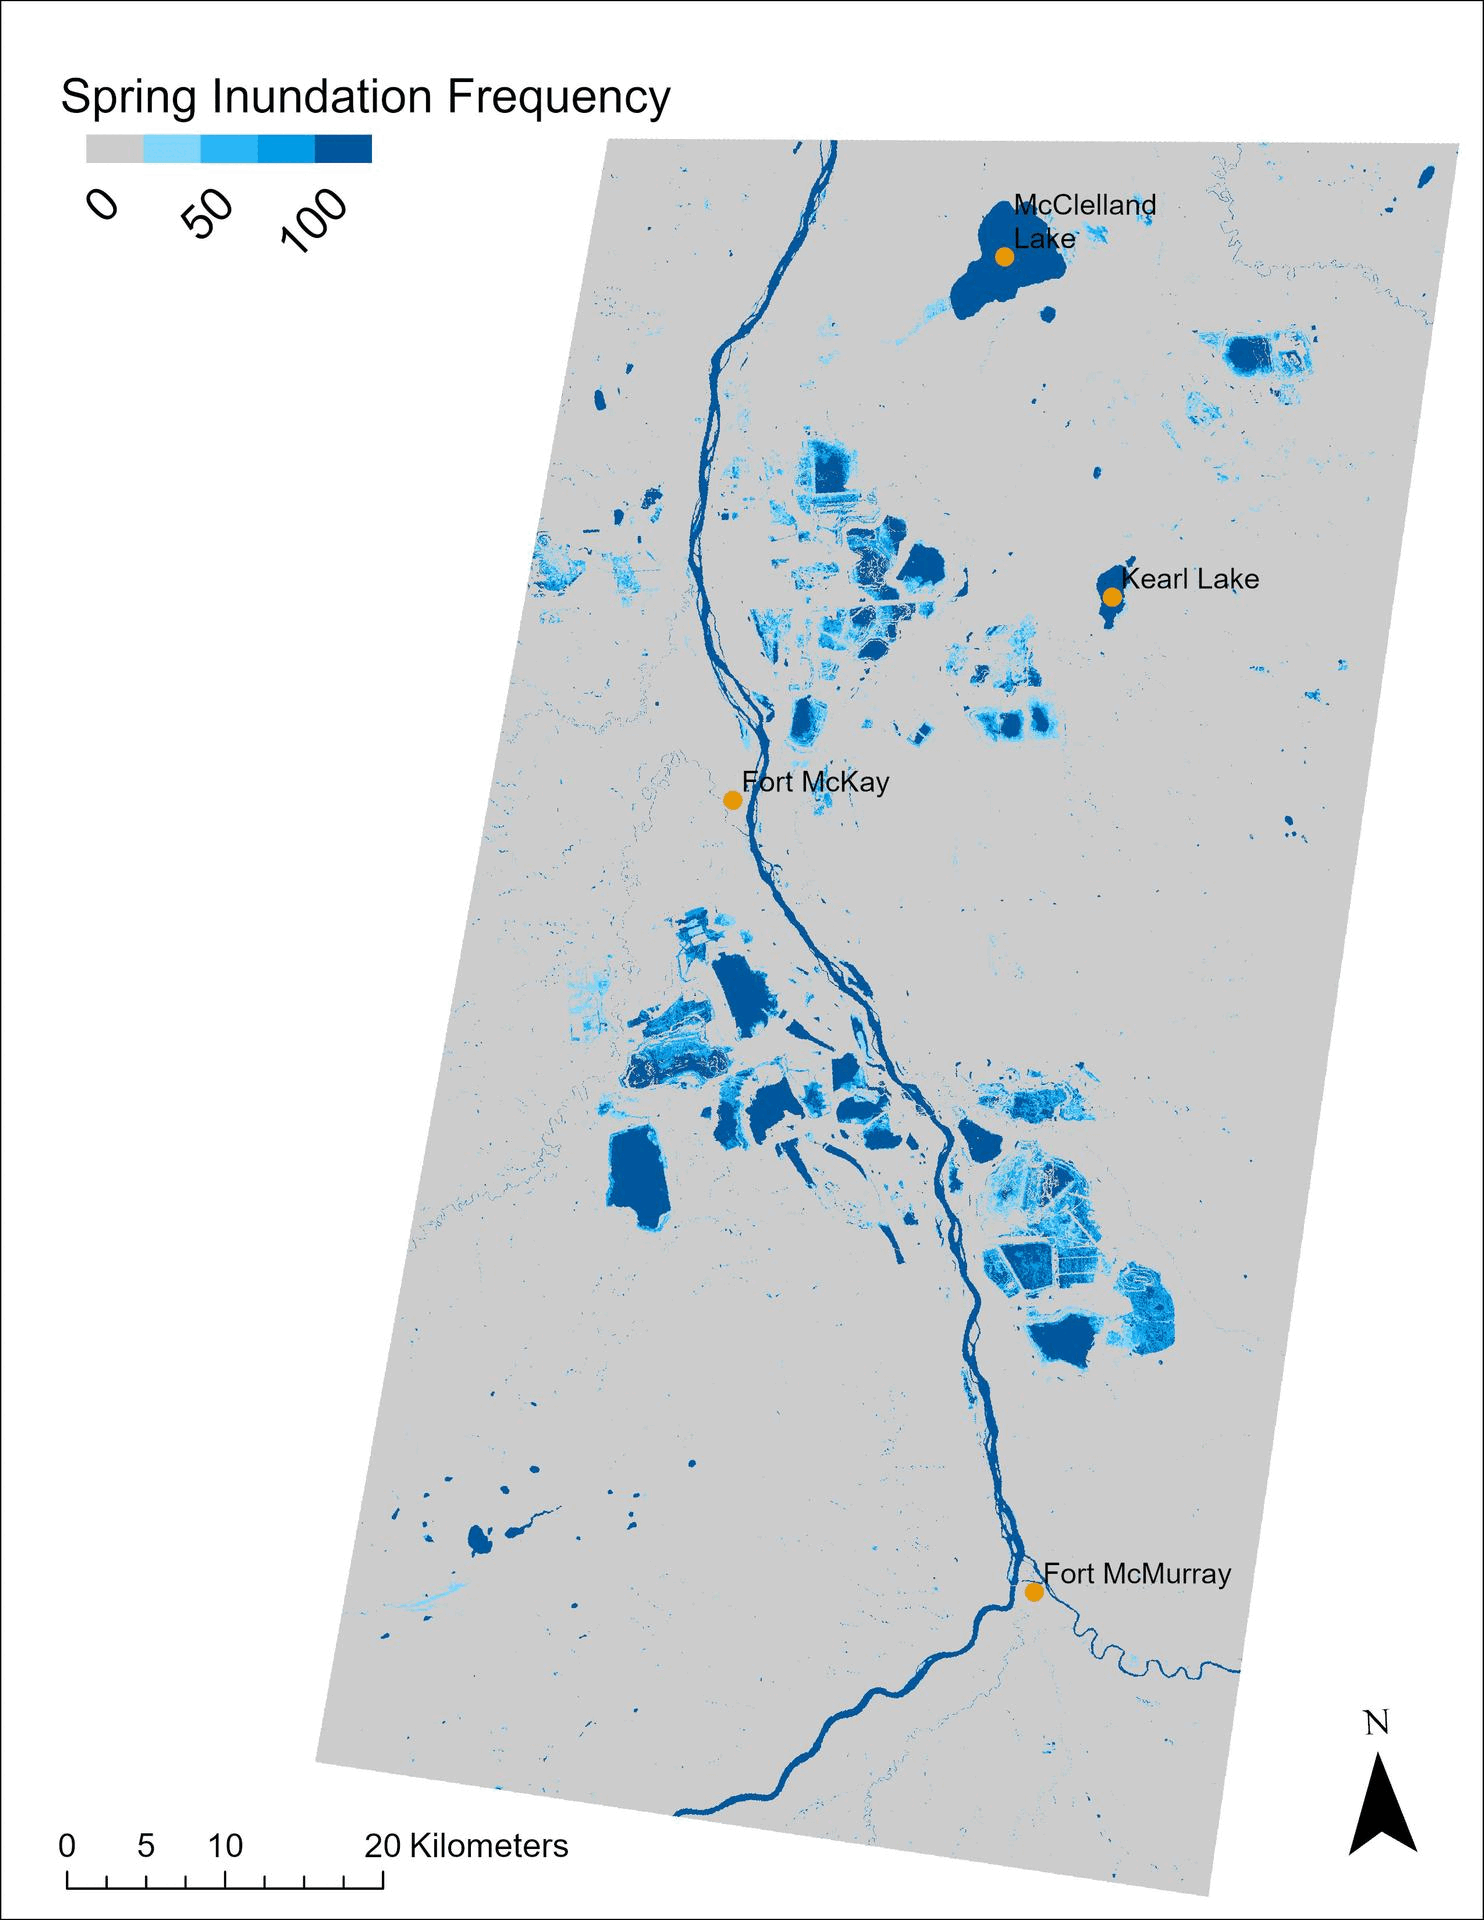 Spring Inundation Frequency
0 50 100
McClelland
Lake
Kearl Lake
Fort McKay
Fort McMurray
N
0 5 10 20 Kilometers